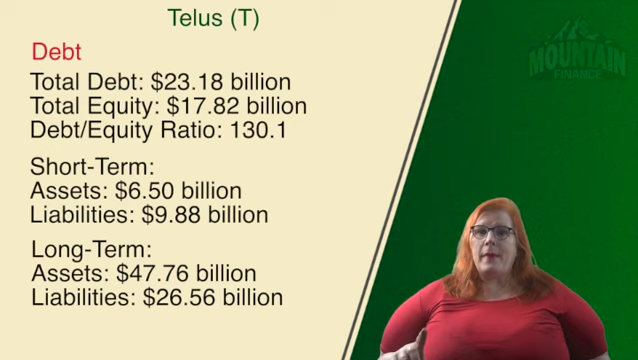 Telus (T)
Debt
Total Debt: $23.18 billion
Total Equity: $17.82 billion
Debt/Equity Ratio: 130.1
Short-Term:
Assets: $6.50 billion
Liabilities: $9.88 billion
Long-Term:
Assets: $47.76 billion
Liabilities: $26.56 billion
MOUNTAIN
FINANCE